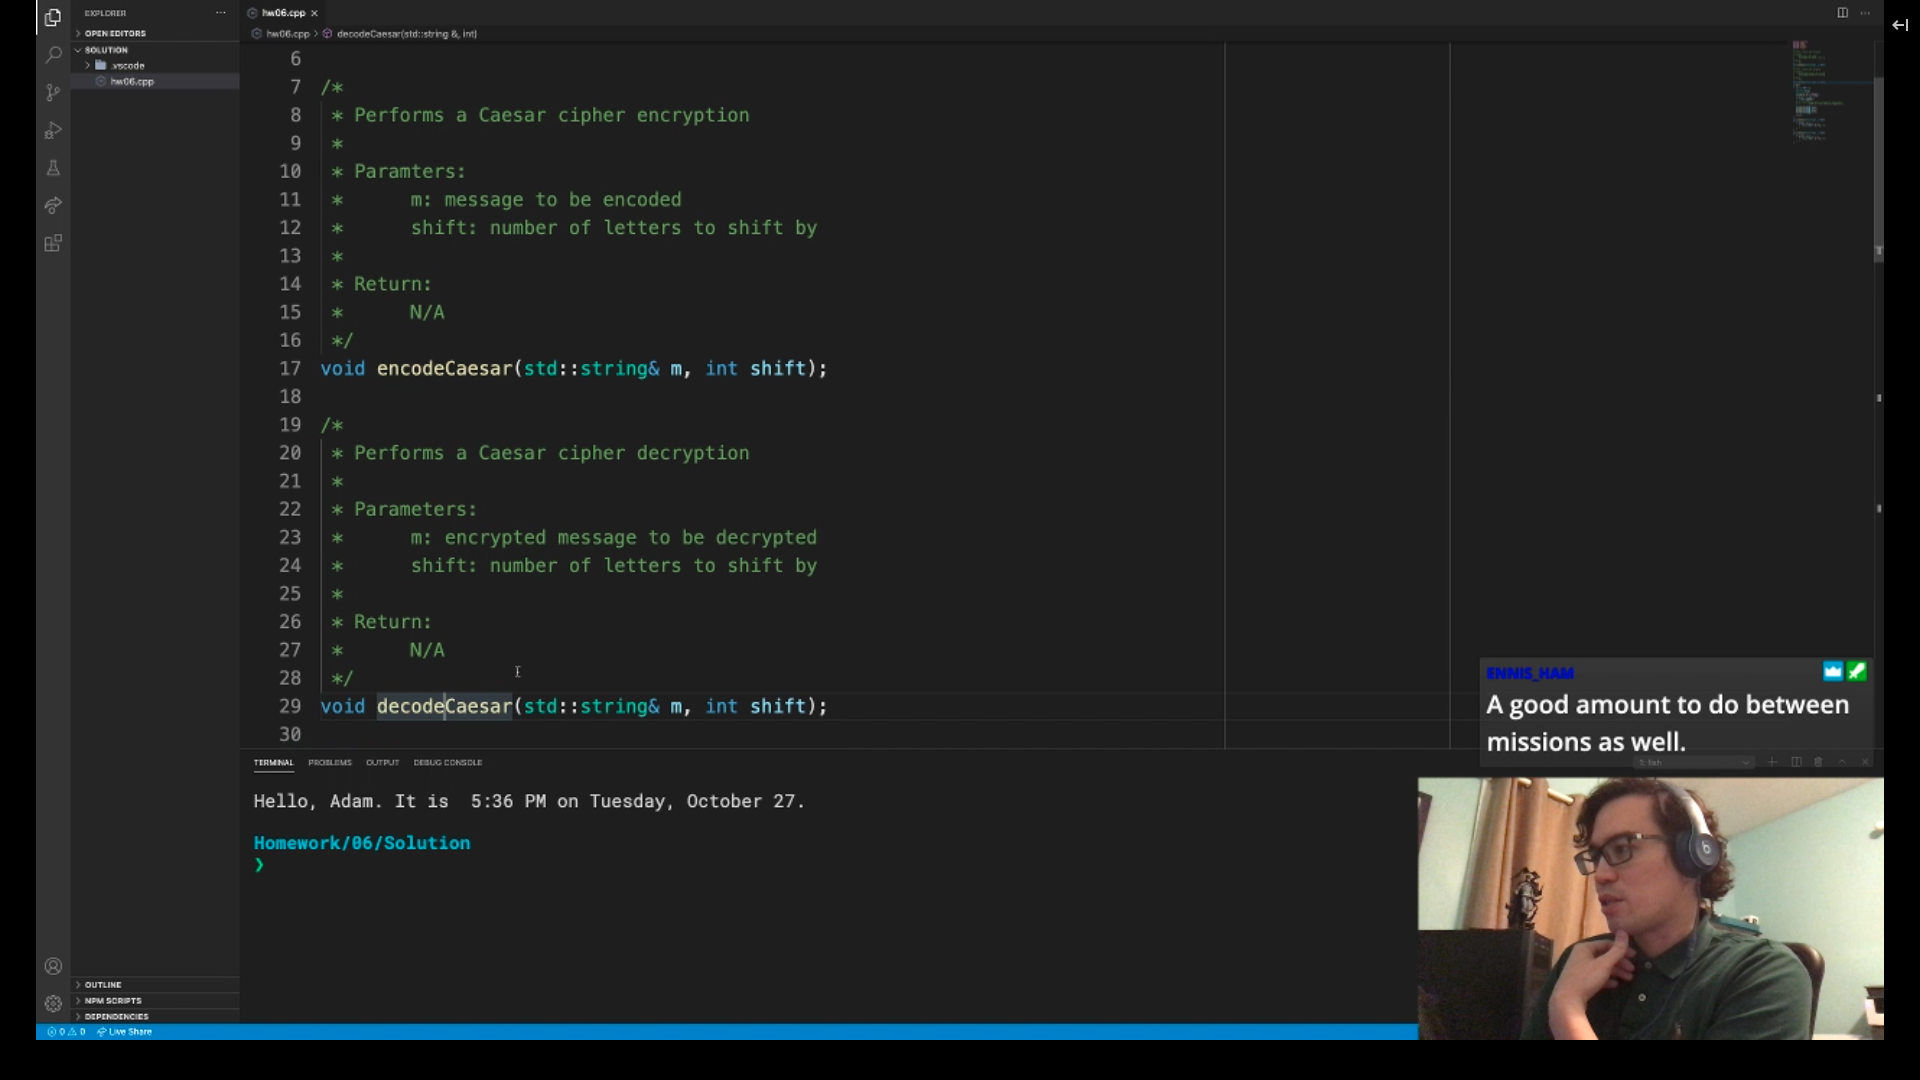 EXPLORER
OPEN EDITORS
SOLUTION
.vscode
hw06.cpp
hw06.cpp
hw06.cpp > decodeCaesar(std::string &, int)
6
7 /*
8 * Performs a Caesar cipher encryption
9 *
10 * Paramters:
11 * m: message to be encoded
12 * shift: number of letters to shift by
13 *
14 * Return:
15 * N/A
16 */
17 void encodeCaesar(std::string& m, int shift);
18
19 /*
20 * Performs a Caesar cipher decryption
21 *
22 * Parameters:
23 * m: encrypted message to be decrypted
24 * shift: number of letters to shift by
25 *
26 * Return:
27 * N/A
28 */
29 void decodeCaesar(std::string& m, int shift);
30
ENNIS_HAM
A good amount to do between
missions as well.
TERMINAL PROBLEMS OUTPUT DEBUG CONSOLE
1: fish
Hello, Adam. It is 5:36 PM on Tuesday, October 27.
Homework/06/Solution
❯
OUTLINE
NPM SCRIPTS
DEPENDENCIES
0 0 Live Share